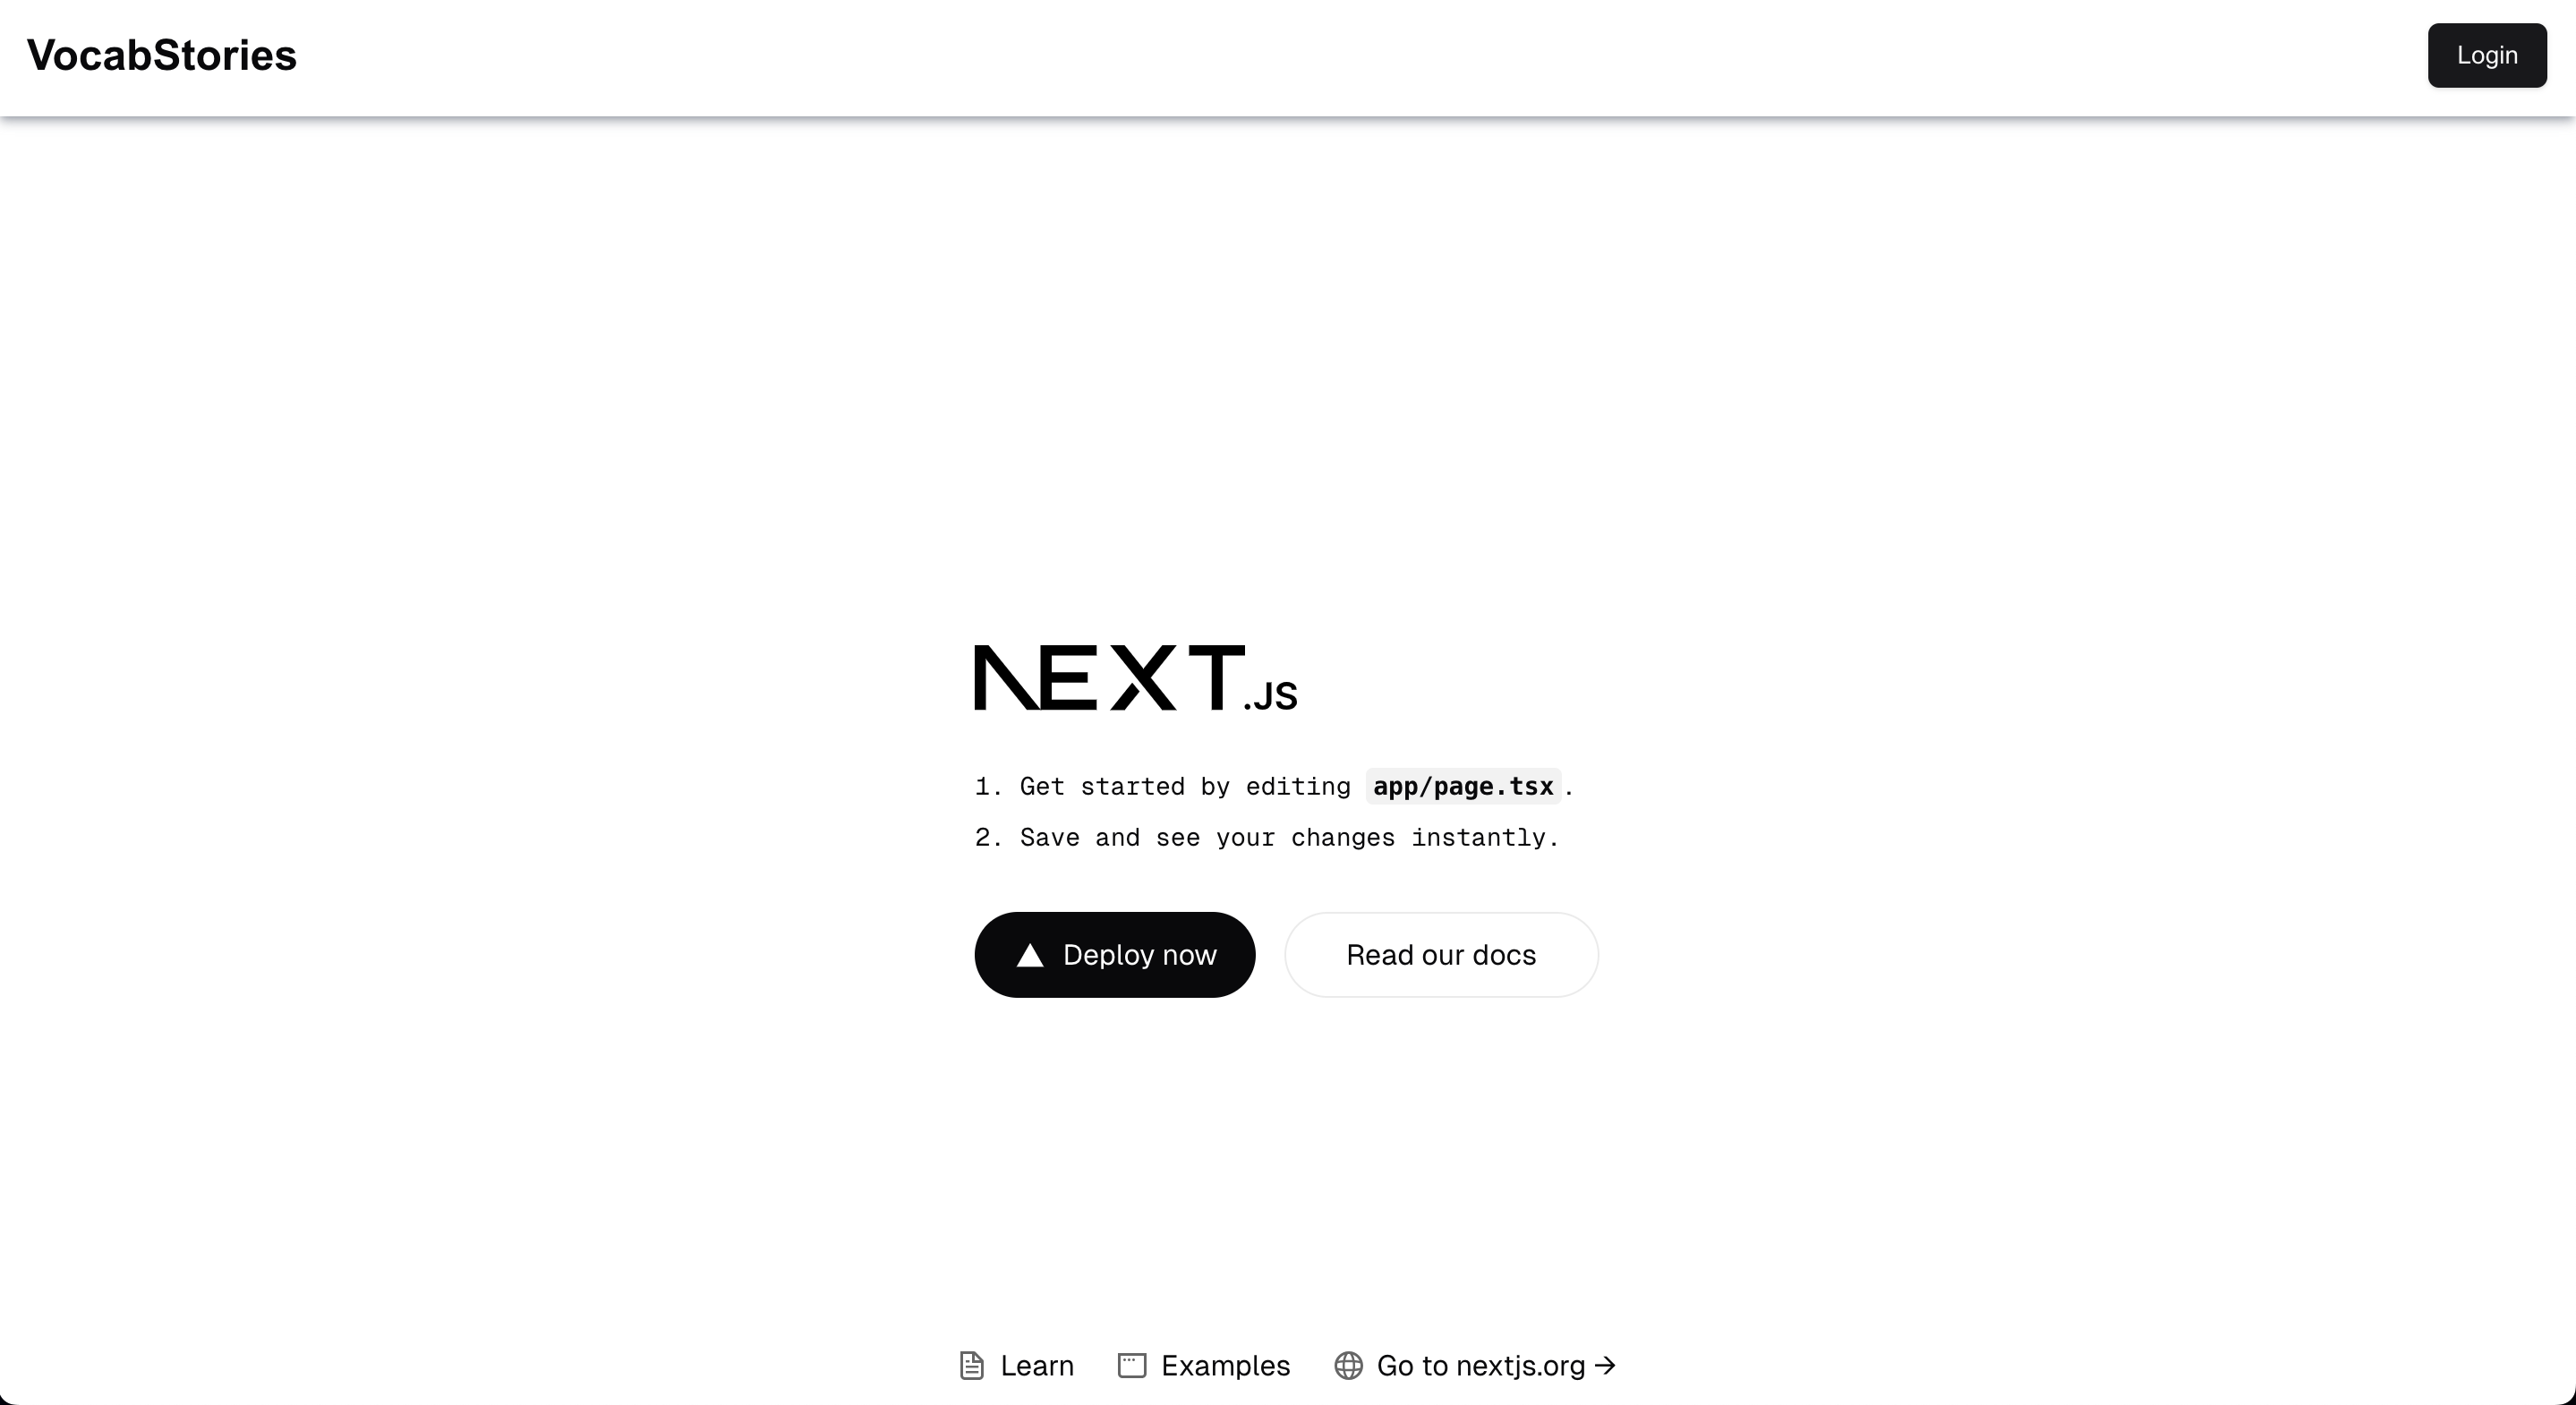 VocabStories
Login
NEXT.JS
1. Get started by editing app/page.tsx.
2. Save and see your changes instantly.
Deploy now
Read our docs
Learn
Examples
Go to nextjs.org →